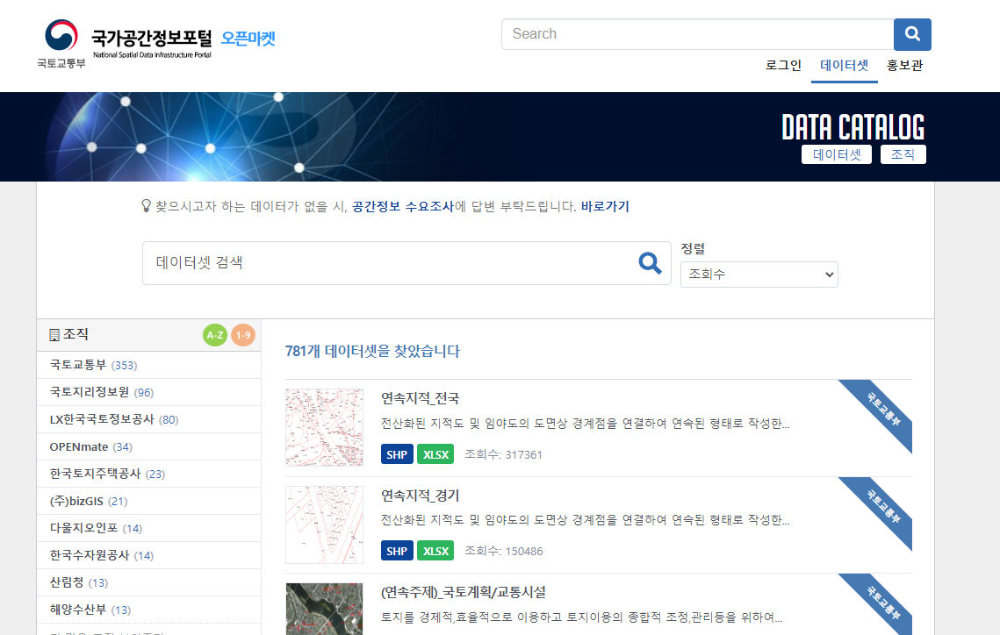 국토교통부
국가공간정보포털 오픈마켓
National Spatial Data Infrastructure Portal
Search
로그인 데이터셋 홍보관
DATA CATALOG
데이터셋 조직
찾으시고자 하는 데이터가 없을 시, 공간정보 수요조사에 답변 부탁드립니다. 바로가기
데이터셋 검색
정렬
조회수
조직 A-Z 1-9
국토교통부 (353)
국토지리정보원 (96)
LX한국국토정보공사 (80)
OPENmate (34)
한국토지주택공사 (23)
(주)bizGIS (21)
다울지오인포 (14)
한국수자원공사 (14)
산림청 (13)
해양수산부 (13)
781개 데이터셋을 찾았습니다
연속지적_전국
전산화된 지적도 및 임야도의 도면상 경계점을 연결하여 연속된 형태로 작성한...
SHP XLSX 조회수: 317361
국토교통부
연속지적_경기
전산화된 지적도 및 임야도의 도면상 경계점을 연결하여 연속된 형태로 작성한...
SHP XLSX 조회수: 150486
국토교통부
(연속주제)_국토계획/교통시설
토지를 경제적,효율적으로 이용하고 토지이용의 종합적 조정,관리등을 위하여...
국토교통부